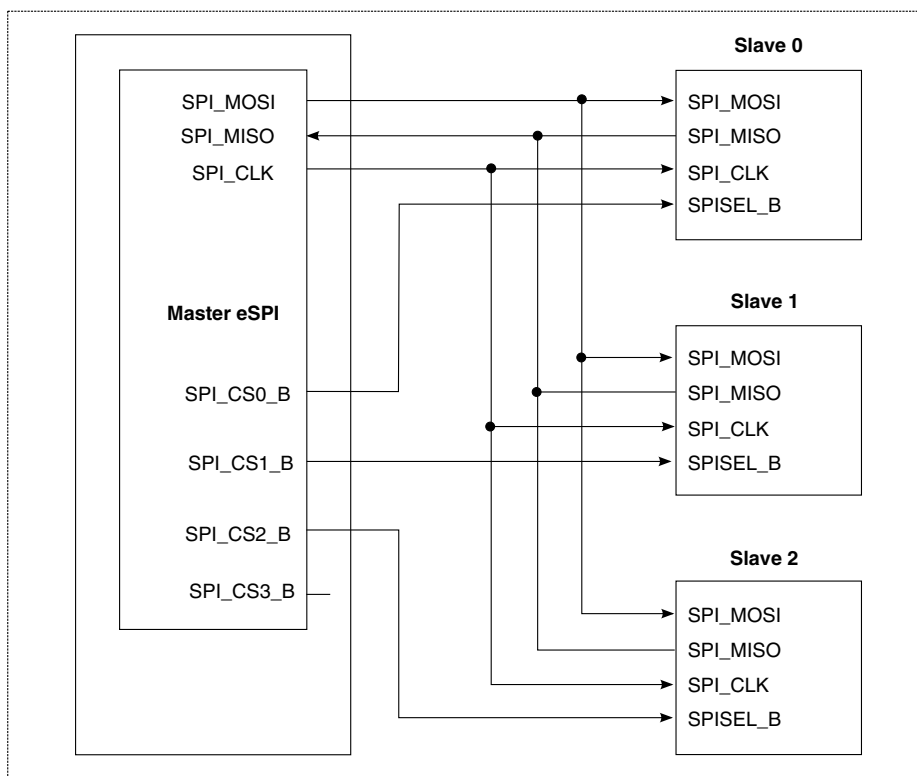 SPI_MOSI
SPI_MISO
SPI_CLK
Master eSPI
SPI_CS0_B
SPI_CS1_B
SPI_CS2_B
SPI_CS3_B
Slave 0
SPI_MOSI
SPI_MISO
SPI_CLK
SPISEL_B
Slave 1
SPI_MOSI
SPI_MISO
SPI_CLK
SPISEL_B
Slave 2
SPI_MOSI
SPI_MISO
SPI_CLK
SPISEL_B